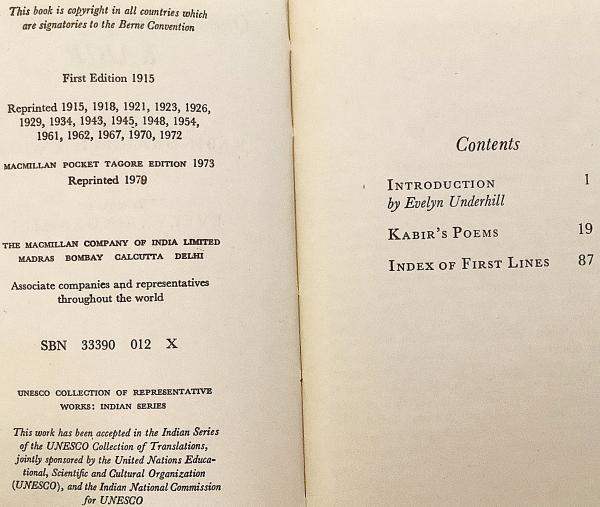 This book is copyright in all countries which
are signatories to the Berne Convention
First Edition 1915
Reprinted 1915, 1918, 1921, 1923, 1926,
1929, 1934, 1943, 1945, 1948, 1954,
1961, 1962, 1967, 1970, 1972
MACMILLAN POCKET TAGORE EDITION 1973
Reprinted 1979
THE MACMILLAN COMPANY OF INDIA LIMITED
MADRAS BOMBAY CALCUTTA DELHI
Associate companies and representatives
throughout the world
SBN 33390 012 X
UNESCO COLLECTION OF REPRESENTATIVE
WORKS: INDIAN SERIES
This work has been accepted in the Indian Series
of the UNESCO Collection of Translations,
jointly sponsored by the United Nations Educa-
tional, Scientific and Cultural Organization
(UNESCO), and the Indian National Commission
for UNESCO
Contents
INTRODUCTION 1
by Evelyn Underhill
KABIR'S POEMS 19
INDEX OF FIRST LINES 87